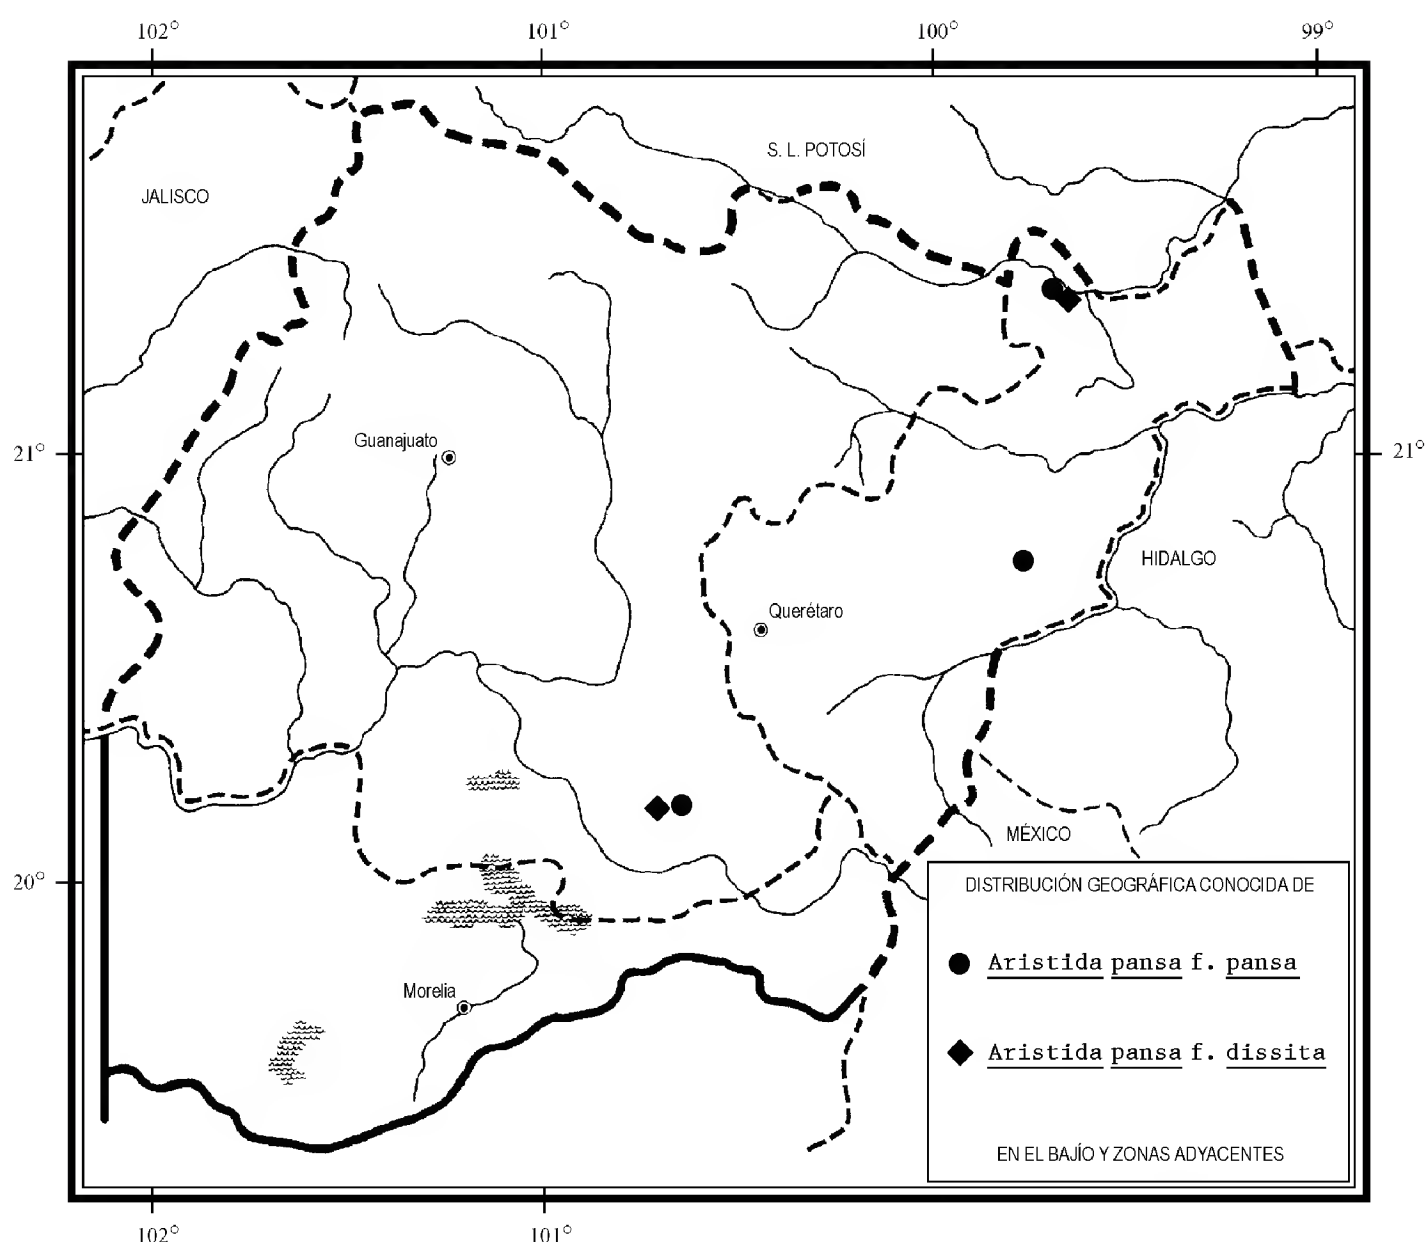 102° 101° 100° 99°
S. L. POTOSÍ
JALISCO
Guanajuato
21° 21°
HIDALGO
Querétaro
MÉXICO
20°
DISTRIBUCIÓN GEOGRÁFICA CONOCIDA DE
Aristida pansa f. pansa
Morelia
Aristida pansa f. dissita
EN EL BAJÍO Y ZONAS ADYACENTES
102° 101°